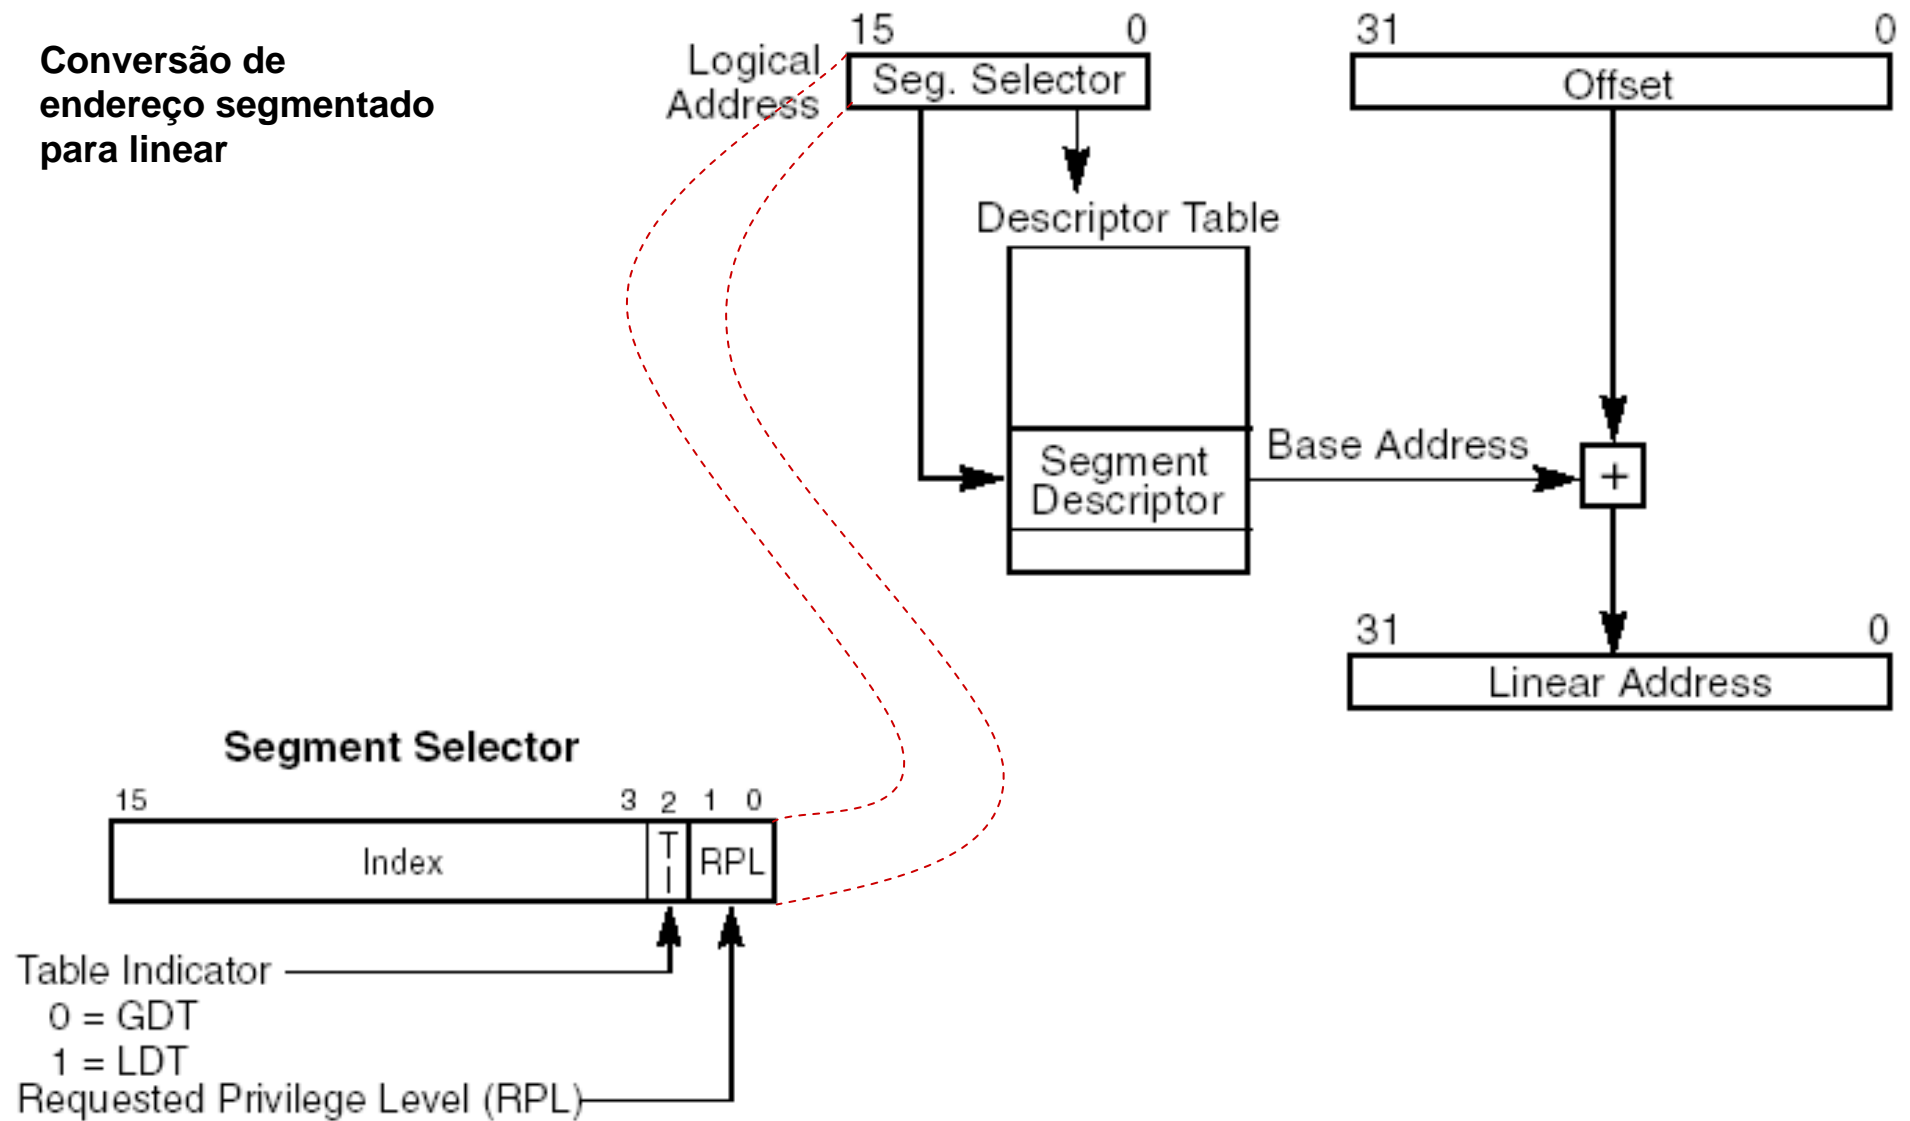 Conversão de
endereço segmentado
para linear
15 0
31 0
Logical
Address
Seg. Selector
Offset
Descriptor Table
Segment
Descriptor
Base Address
+
31 0
Linear Address
Segment Selector
15 3 2 1 0
Index
TI
RPL
Table Indicator
0 = GDT
1 = LDT
Requested Privilege Level (RPL)